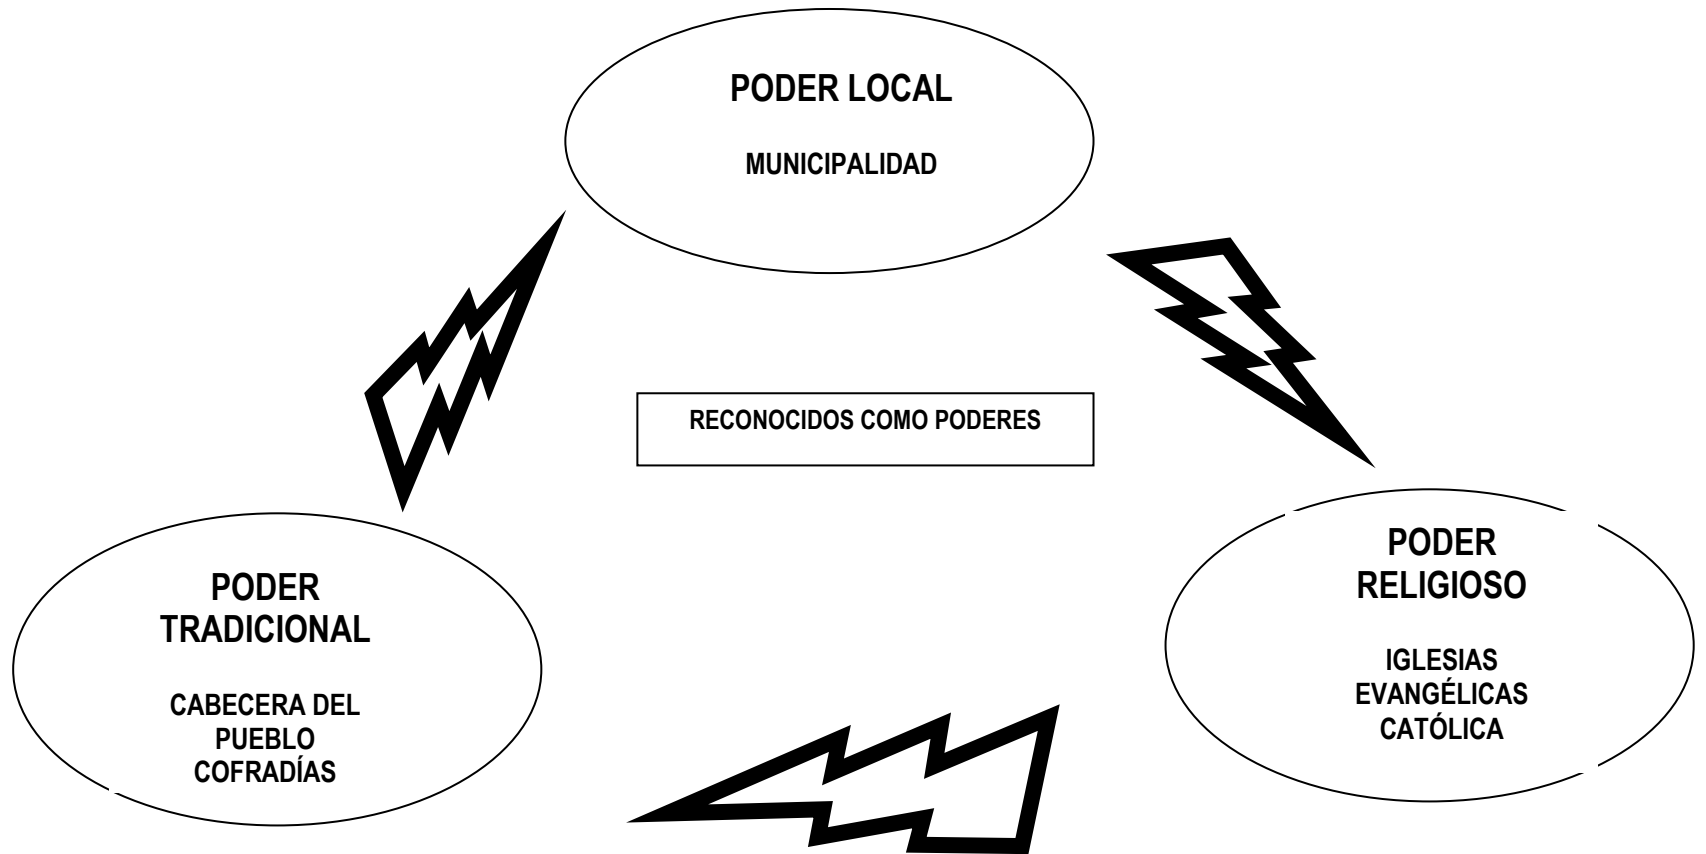 PODER LOCAL
MUNICIPALIDAD
RECONOCIDOS COMO PODERES
PODER
TRADICIONAL
CABECERA DEL
PUEBLO
COFRADÍAS
PODER
RELIGIOSO
IGLESIAS
EVANGÉLICAS
CATÓLICA